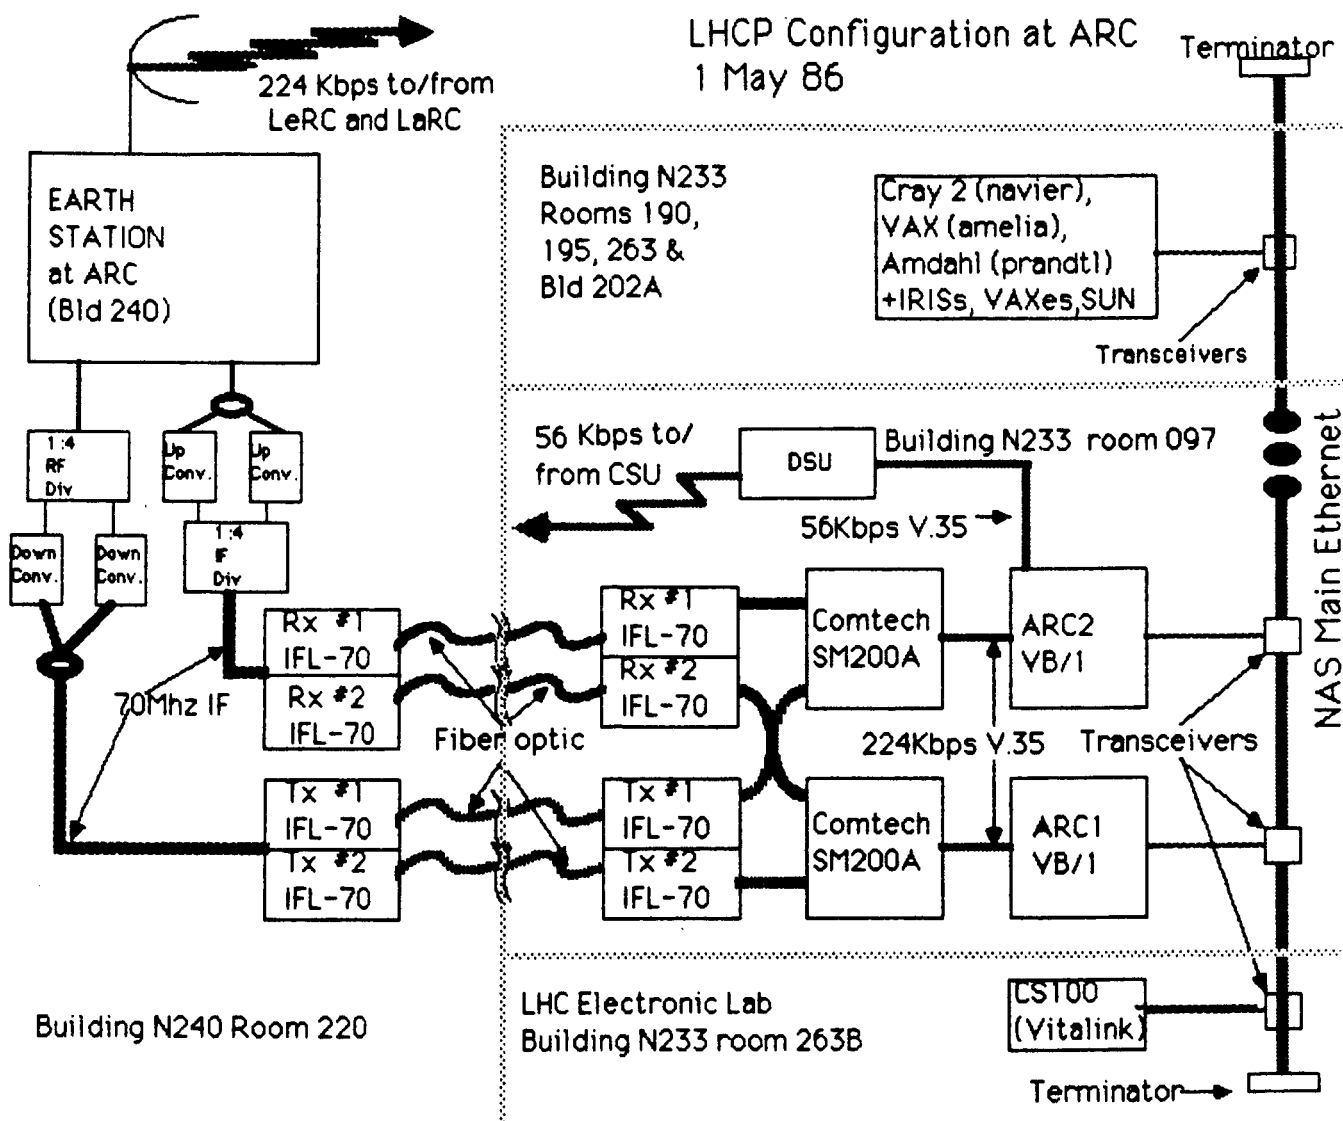 LHCP Configuration at ARC
1 May 86
Terminator
224 Kbps to/from
LeRC and LaRC
EARTH
STATION
at ARC
(Bld 240)
Building N233
Rooms 190,
195, 263 &
Bld 202A
Cray 2 (navier),
VAX (amelia),
Amdahl (prandtl)
+IRISs, VAXes,SUN
Transceivers
1:4
RF
Div
Up
Conv.
Up
Conv.
Down
Conv.
Down
Conv.
1:4
IF
Div
56 Kbps to/
from CSU
DSU
Building N233 room 097
56Kbps V.35
NAS Main Ethernet
Rx #1
IFL-70
Rx #2
IFL-70
Rx #1
IFL-70
Rx #2
IFL-70
Comtech
SM200A
ARC2
VB/1
70Mhz IF
Fiber optic
224Kbps V.35
Transceivers
Tx #1
IFL-70
Tx #2
IFL-70
Tx #1
IFL-70
Tx #2
IFL-70
Comtech
SM200A
ARC1
VB/1
Building N240 Room 220
LHC Electronic Lab
Building N233 room 263B
CS100
(Vitalink)
Terminator